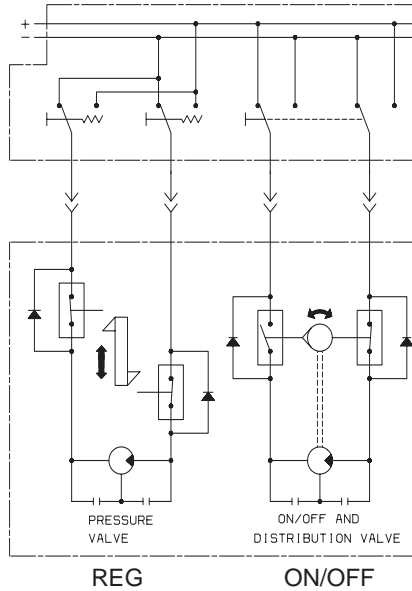 +
−
PRESSURE
VALVE
ON/OFF AND
DISTRIBUTION VALVE
REG
ON/OFF